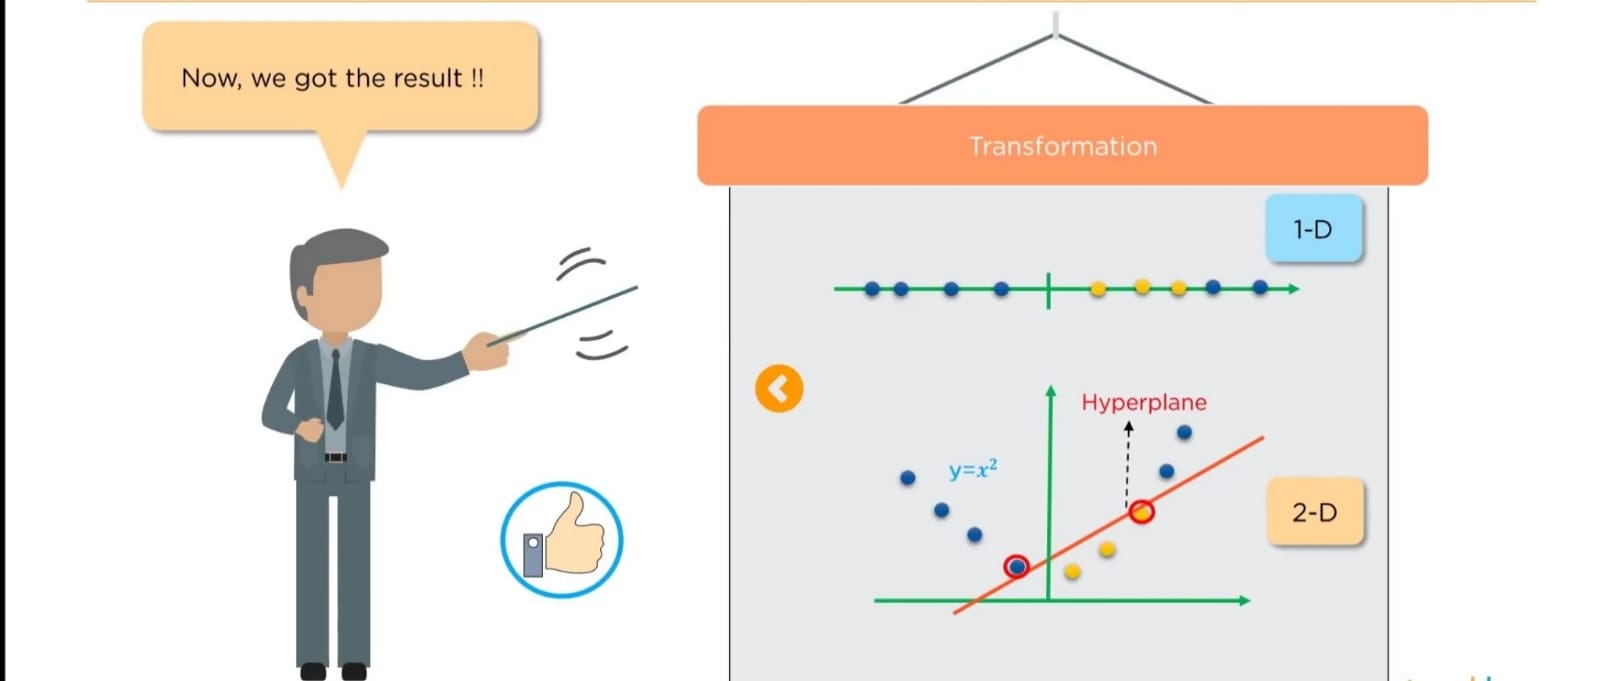 Now, we got the result !!
Transformation
1-D
Hyperplane
y=x²
2-D